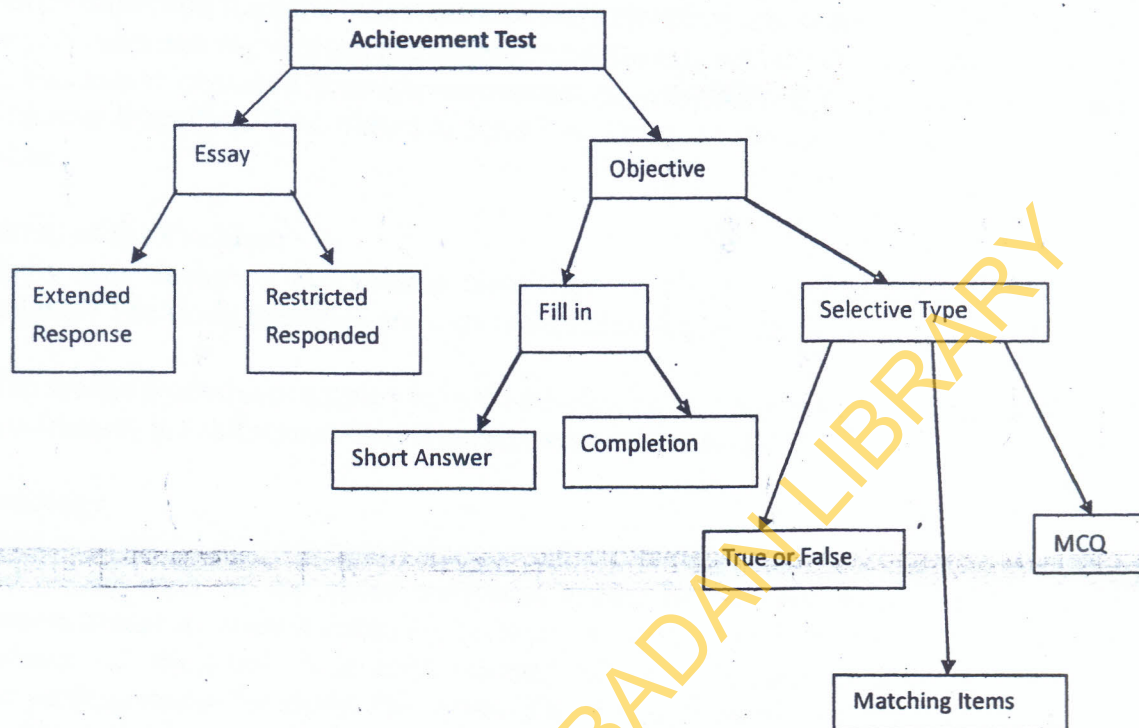 Achievement Test
Essay
Objective
Extended
Response
Restricted
Responded
Fill in
Selective Type
Short Answer
Completion
True or False
MCQ
Matching Items
BADAN LIBRARY